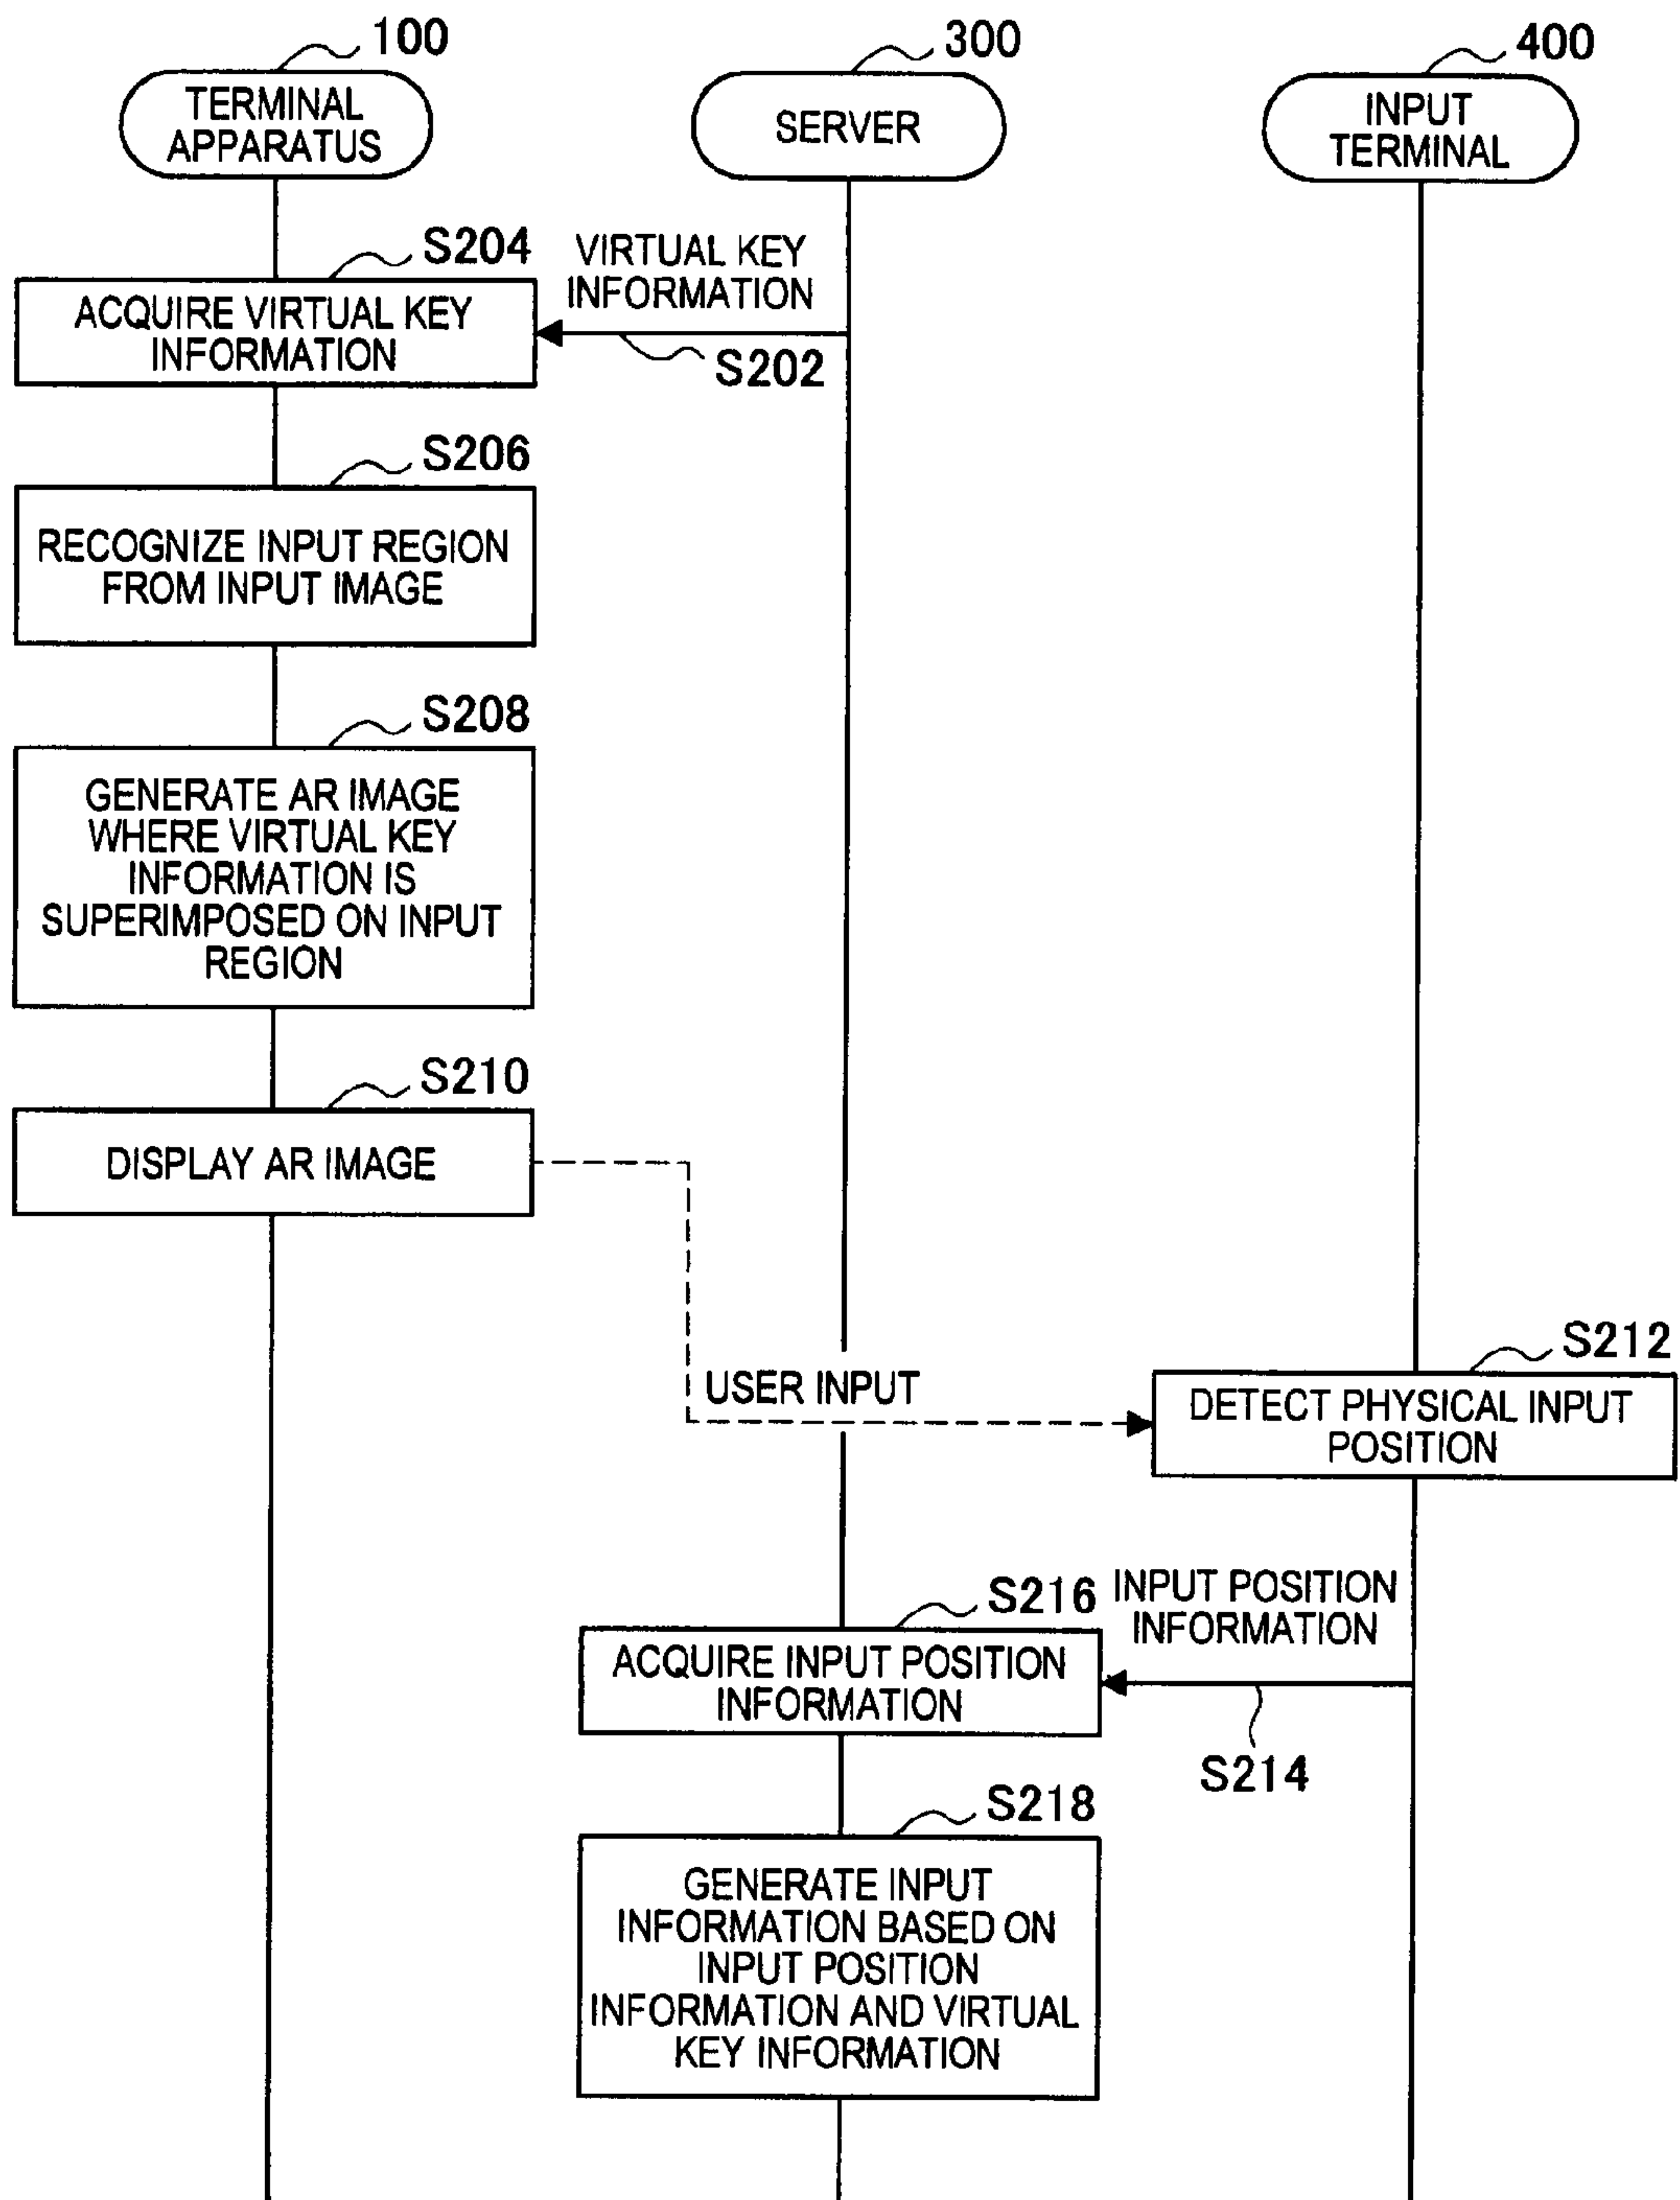 100
300
400
TERMINAL
APPARATUS
SERVER
INPUT
TERMINAL
S204
VIRTUAL KEY
INFORMATION
ACQUIRE VIRTUAL KEY
INFORMATION
S202
S206
RECOGNIZE INPUT REGION
FROM INPUT IMAGE
S208
GENERATE AR IMAGE
WHERE VIRTUAL KEY
INFORMATION IS
SUPERIMPOSED ON INPUT
REGION
S210
DISPLAY AR IMAGE
USER INPUT
S212
DETECT PHYSICAL INPUT
POSITION
S216
INPUT POSITION
INFORMATION
ACQUIRE INPUT POSITION
INFORMATION
S214
S218
GENERATE INPUT
INFORMATION BASED ON
INPUT POSITION
INFORMATION AND VIRTUAL
KEY INFORMATION